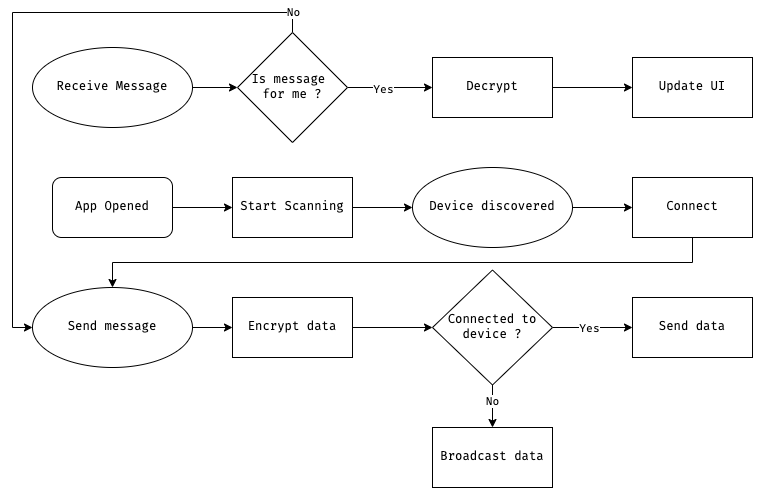 No
Receive Message
Is message
for me ?
Yes
Decrypt
Update UI
App Opened
Start Scanning
Device discovered
Connect
Send message
Encrypt data
Connected to
device ?
Yes
Send data
No
Broadcast data